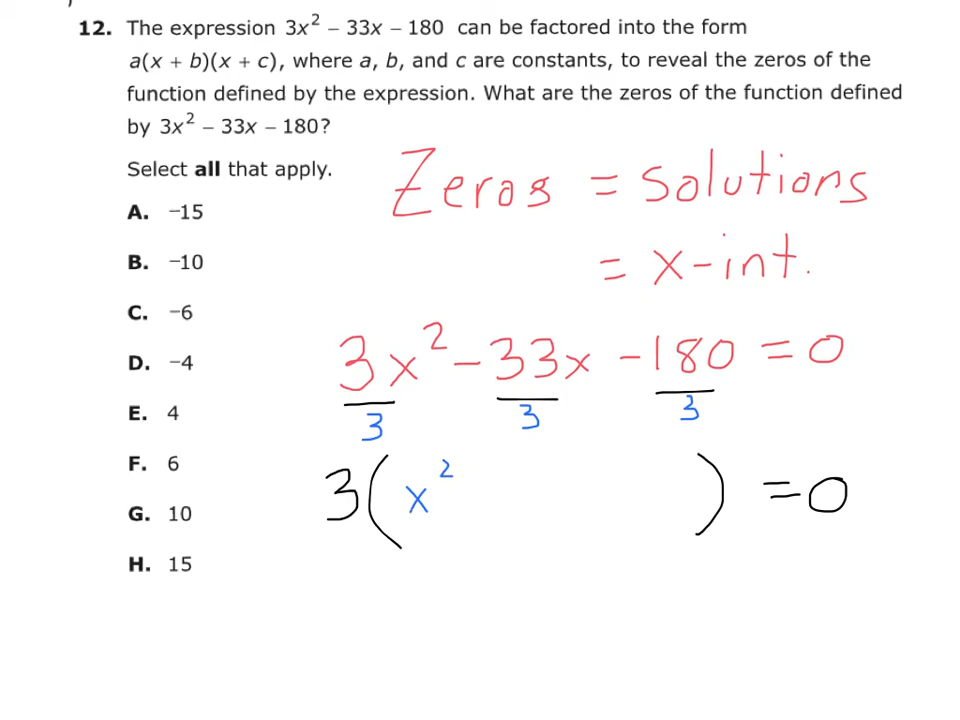 12. The expression 3x² − 33x − 180 can be factored into the form
a(x + b)(x + c), where a, b, and c are constants, to reveal the zeros of the
function defined by the expression. What are the zeros of the function defined
by 3x² − 33x − 180?
Select all that apply.
Zeros = solutions
A. −15
= x-int.
B. −10
C. −6
3x² − 33x − 180 = 0
D. −4
3 3 3
E. 4
F. 6
3( x² ) = 0
G. 10
H. 15